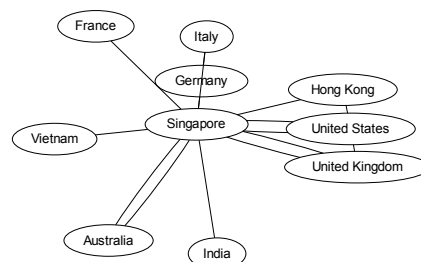 France
Italy
Germany
Hong Kong
Singapore
United States
Vietnam
United Kingdom
Australia
India